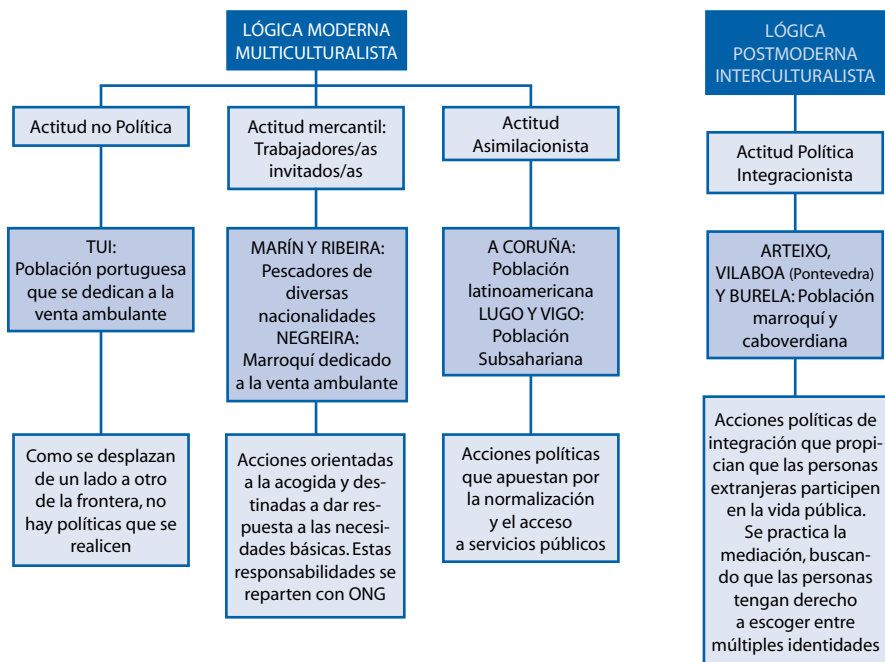 LÓGICA MODERNA
MULTICULTURALISTA
Actitud no Política
TUI:
Población portuguesa
que se dedican a la
venta ambulante
Como se desplazan
de un lado a otro
de la frontera, no
hay políticas que se
realicen
Actitud mercantil:
Trabajadores/as
invitados/as
MARÍN Y RIBEIRA:
Pescadores de
diversas
nacionalidades
NEGREIRA:
Marroquí dedicado
a la venta ambulante
Acciones orientadas
a la acogida y des-
tinadas a dar res-
puesta a las necesi-
dades básicas. Estas
responsabilidades se
reparten con ONG
Actitud
Asimilacionista
A CORUÑA:
Población
latinoamericana
LUGO Y VIGO:
Población
Subsahariana
Acciones políticas
que apuestan por
la normalización
y el acceso
a servicios públicos
LÓGICA
POSTMODERNA
INTERCULTURALISTA
Actitud Política
Integracionista
ARTEIXO,
VILABOA (Pontevedra)
Y BURELA: Población
marroquí y
caboverdiana
Acciones políticas de
integración que propi-
cian que las personas
extranjeras participen
en la vida pública.
Se practica la
mediación, buscan-
do que las personas
tengan derecho
a escoger entre
múltiples identidades